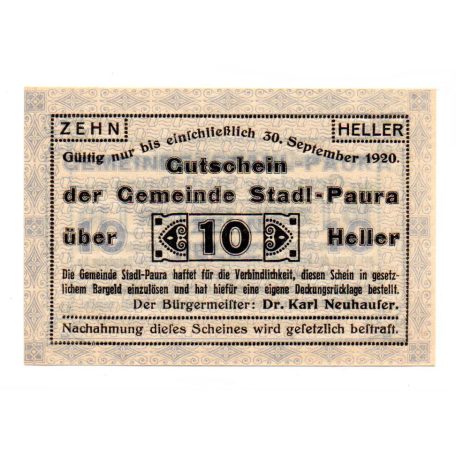 ZEHN HELLER
Gültig nur bis einſchließlich 30. September 1920.
Gutschein
der Gemeinde Stadl-Paura
über 10 Heller
Die Gemeinde Stadl-Paura haftet für die Verbindlichkeit, diesen Schein in gesetz-
lichem Bargeld einzulösen und hat hiefür eine eigene Deckungsrücklage bestellt.
Der Bürgermeiſter: Dr. Karl Neuhauſer.
Nachahmung dieſes Scheines wird geſetzlich beſtraft.